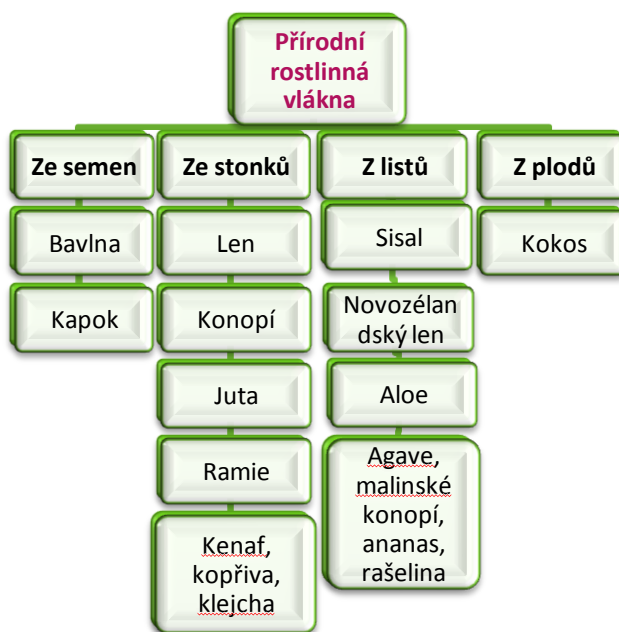 Přírodní
rostlinná
vlákna
Ze semen
Ze stonků
Z listů
Z plodů
Bavlna
Len
Sisal
Kokos
Kapok
Konopí
Novozélan
dský len
Juta
Aloe
Ramie
Agave,
malinské
konopí,
ananas,
rašelina
Kenaf,
kopřiva,
klejcha